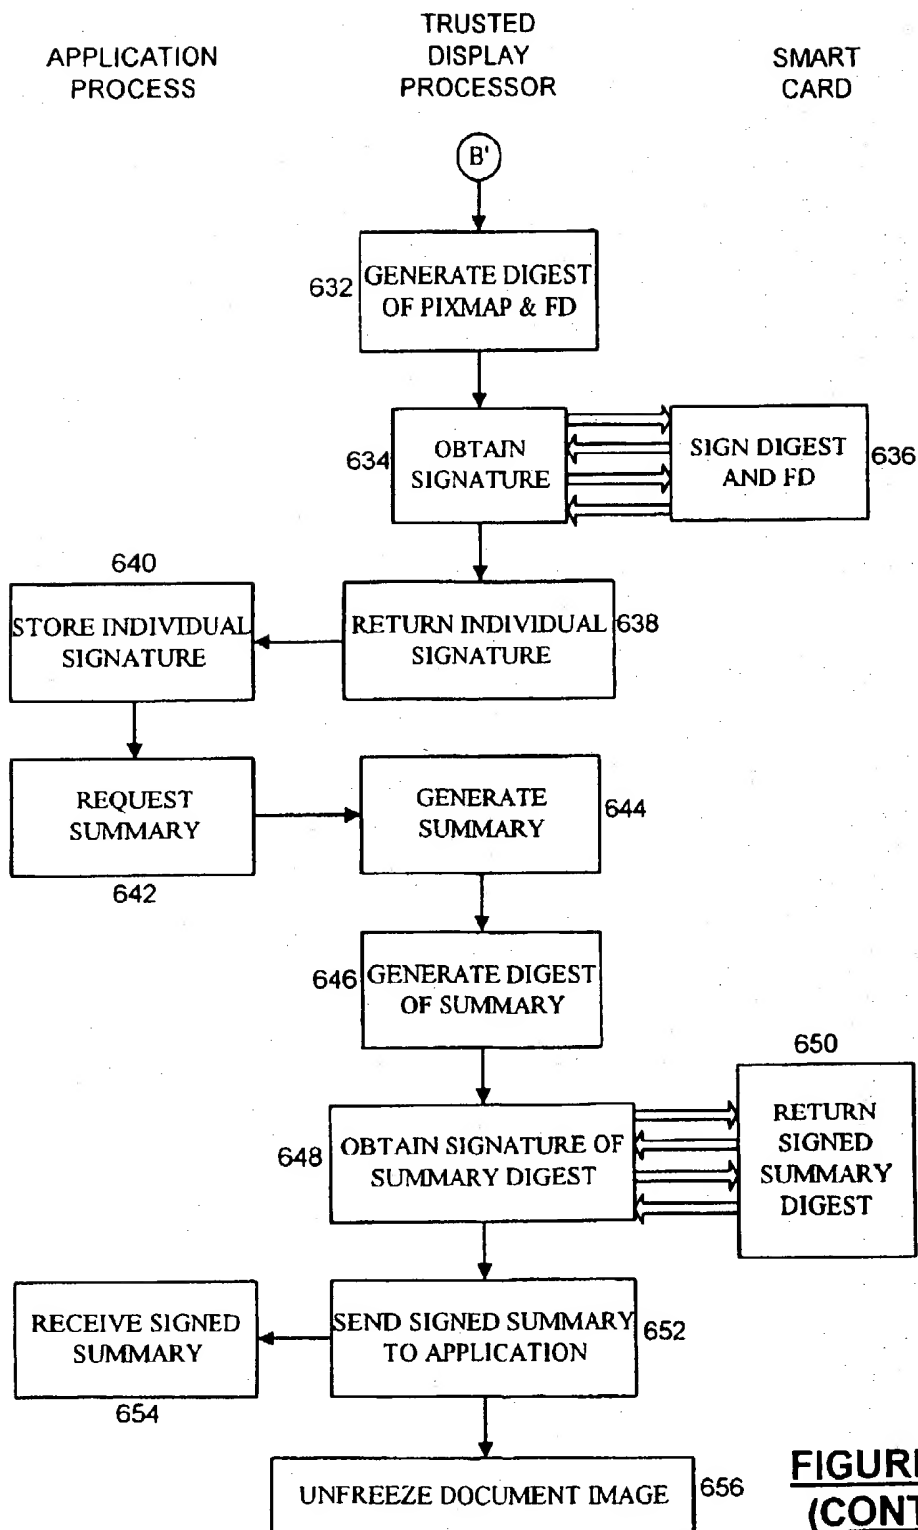 APPLICATION
PROCESS
TRUSTED
DISPLAY
PROCESSOR
SMART
CARD
B'
632
GENERATE DIGEST
OF PIXMAP & FD
634
OBTAIN
SIGNATURE
SIGN DIGEST
AND FD
636
640
STORE INDIVIDUAL
SIGNATURE
RETURN INDIVIDUAL
SIGNATURE
638
REQUEST
SUMMARY
642
GENERATE
SUMMARY
644
646
GENERATE DIGEST
OF SUMMARY
648
OBTAIN SIGNATURE OF
SUMMARY DIGEST
650
RETURN
SIGNED
SUMMARY
DIGEST
RECEIVE SIGNED
SUMMARY
654
SEND SIGNED SUMMARY
TO APPLICATION
652
UNFREEZE DOCUMENT IMAGE
656
FIGURE
(CONT